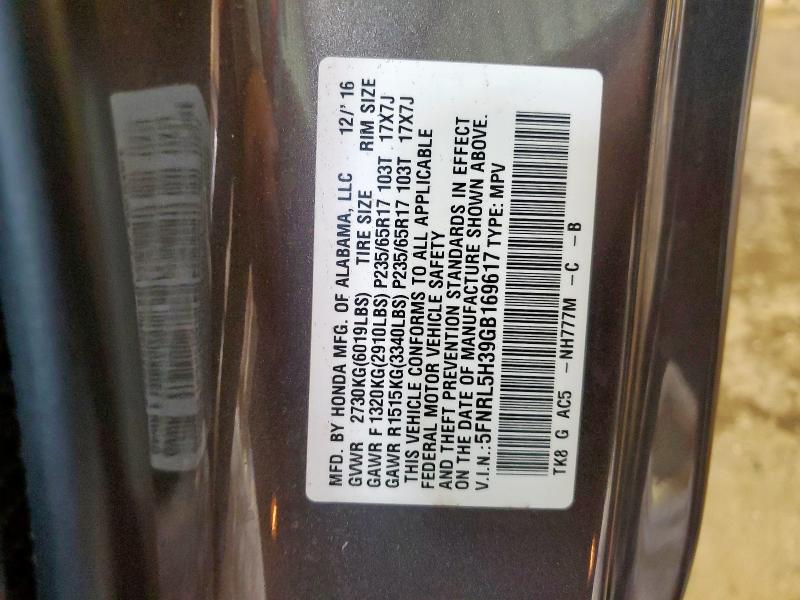 MFD. BY HONDA MFG. OF ALABAMA, LLC 12/'16
GVWR 2730KG(6019LBS) TIRE SIZE RIM SIZE
GAWR F 1320KG(2910LBS) P235/65R17 103T 17X7J
GAWR R1515KG(3340LBS) P235/65R17 103T 17X7J
THIS VEHICLE CONFORMS TO ALL APPLICABLE
FEDERAL MOTOR VEHICLE SAFETY
AND THEFT PREVENTION STANDARDS IN EFFECT
ON THE DATE OF MANUFACTURE SHOWN ABOVE.
V.I.N.:5FNRL5H39GB169617 TYPE: MPV
TK8 G AC5 -NH777M -C -B